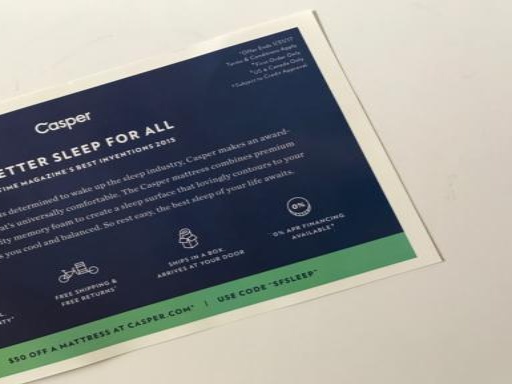 *Offer Ends 1/31/17
Terms & Conditions Apply
*First Order Only
*US & Canada Only
*Subject to Credit Approval
Casper
ETTER SLEEP FOR ALL
TIME MAGAZINE'S BEST INVENTIONS 2015
s determined to wake up the sleep industry, Casper makes an award-
at's universally comfortable. The Casper mattress combines premium
ity memory foam to create a sleep surface that lovingly contours to your
s you cool and balanced. So rest easy, the best sleep of your life awaits.
FREE SHIPPING &
FREE RETURNS*
SHIPS IN A BOX
ARRIVES AT YOUR DOOR
0%
0% APR FINANCING
AVAILABLE*
$50 OFF A MATTRESS AT CASPER.COM* | USE CODE "SFSLEEP"